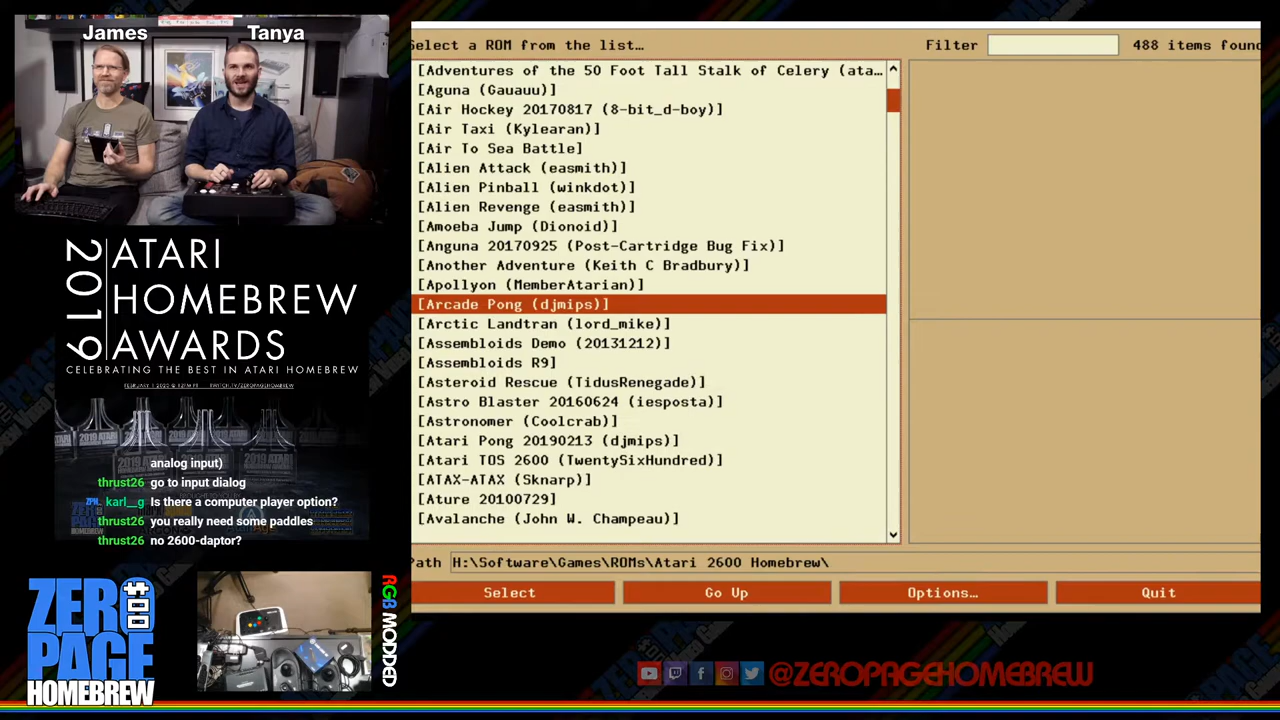 James
Tanya
2019
ATARI
HOMEBREW
AWARDS
CELEBRATING THE BEST IN ATARI HOMEBREW
analog input)
thrust26 go to input dialog
karl__g Is there a computer player option?
thrust26 you really need some paddles
thrust26 no 2600-daptor?
ZERO
PAGE
HOMEBREW
RGB MODDED
Select a ROM from the list…
Filter
488 items found
[Adventures of the 50 Foot Tall Stalk of Celery (ata…
[Aguna (Gauauu)]
[Air Hockey 20170817 (8-bit_d-boy)]
[Air Taxi (Kylearan)]
[Air To Sea Battle]
[Alien Attack (easmith)]
[Alien Pinball (winkdot)]
[Alien Revenge (easmith)]
[Amoeba Jump (Dionoid)]
[Anguna 20170925 (Post-Cartridge Bug Fix)]
[Another Adventure (Keith C Bradbury)]
[Apollyon (MemberAtarian)]
[Arcade Pong (djmips)]
[Arctic Landtran (lord_mike)]
[Assembloids Demo (20131212)]
[Assembloids R9]
[Asteroid Rescue (TidusRenegade)]
[Astro Blaster 20160624 (iesposta)]
[Astronomer (Coolcrab)]
[Atari Pong 20190213 (djmips)]
[Atari TOS 2600 (TwentySixHundred)]
[ATAX-ATAX (Sknarp)]
[Ature 20100729]
[Avalanche (John W. Champeau)]
Path H:\Software\Games\ROMs\Atari 2600 Homebrew\
Select
Go Up
Options…
Quit
@ZEROPAGEHOMEBREW